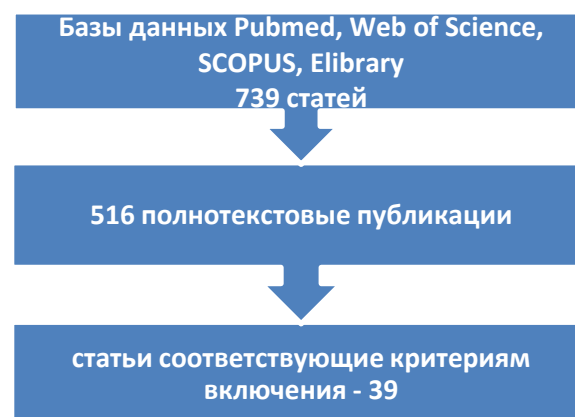 Базы данных Pubmed, Web of Science,
SCOPUS, Elibrary
739 статей
516 полнотекстовые публикации
статьи соответствующие критериям
включения - 39